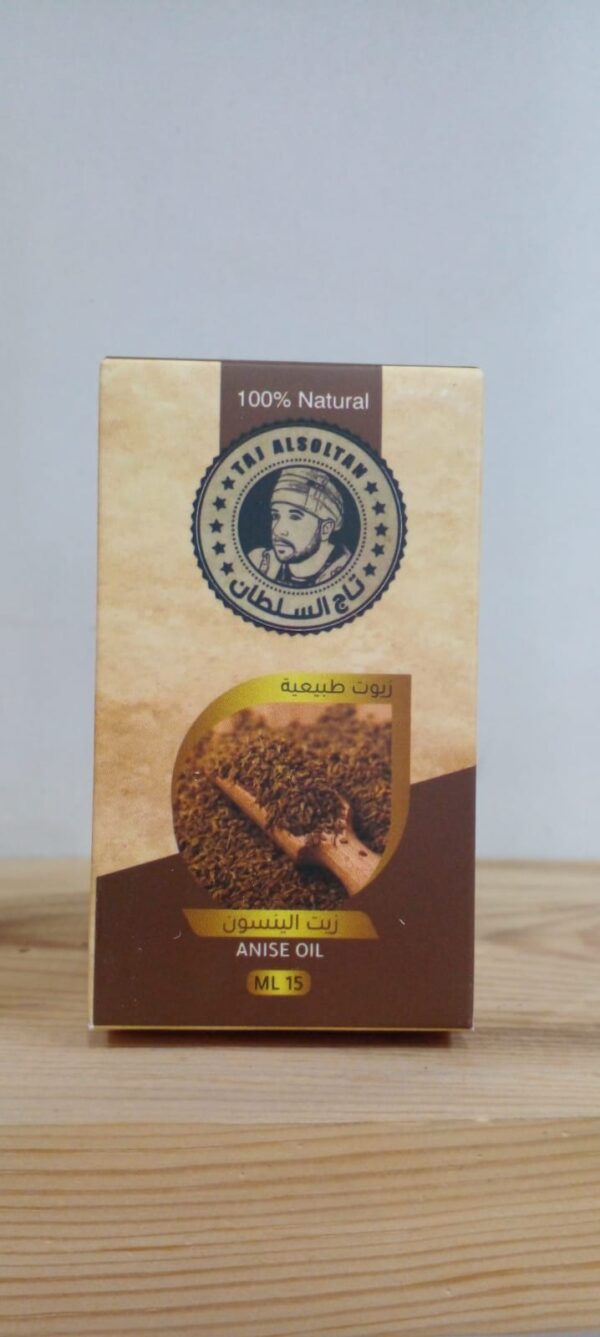 100% Natural
TAJ ALSOLTAN
تاج السلطان
زيوت طبيعية
زيت الينسون
ANISE OIL
ML 15